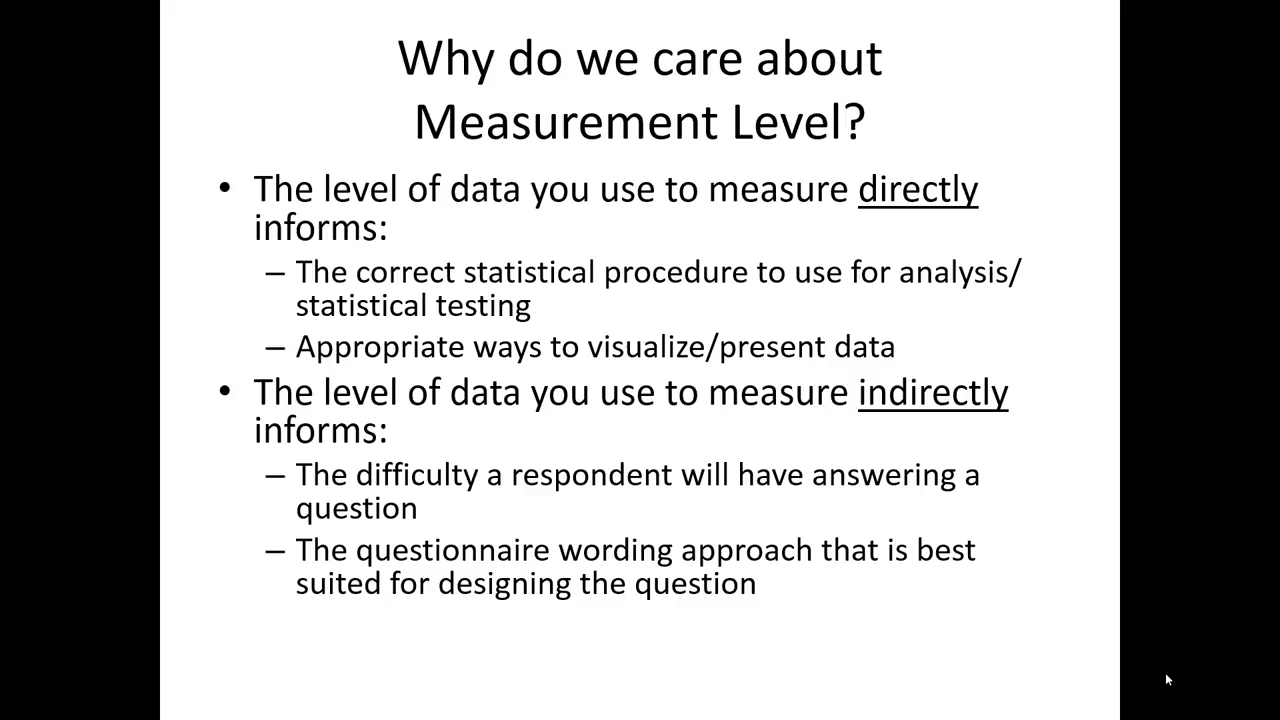 Why do we care about
Measurement Level?
• The level of data you use to measure directly
informs:
– The correct statistical procedure to use for analysis/
statistical testing
– Appropriate ways to visualize/present data
• The level of data you use to measure indirectly
informs:
– The difficulty a respondent will have answering a
question
– The questionnaire wording approach that is best
suited for designing the question